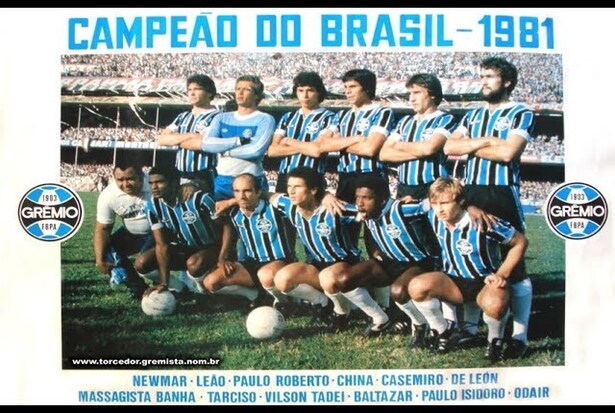 CAMPEÃO DO BRASIL - 1981
1903
GRÊMIO
FBPA
1903
GRÊMIO
FBPA
www.torcedor.gremista.nom.br
NEWMAR · LEÃO · PAULO ROBERTO · CHINA · CASEMIRO · DE LEÓN
MASSAGISTA BANHA · TARCISO · VILSON TADEI · BALTAZAR · PAULO ISIDORO · ODAIR